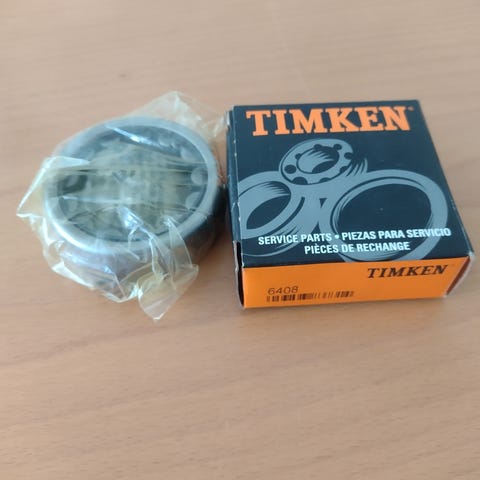 TIMKEN
SERVICE PARTS • PIEZAS PARA SERVICIO
PIÈCES DE RECHANGE
TIMKEN
6408